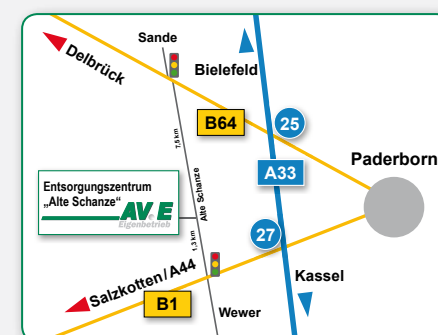 Sande
Delbrück
Bielefeld
B64
25
7,5 km
A33
Paderborn
Entsorgungszentrum
„Alte Schanze“
AV.E
Eigenbetrieb
Alte Schanze
1,3 km
27
Salzkotten/A44
Kassel
B1
Wewer